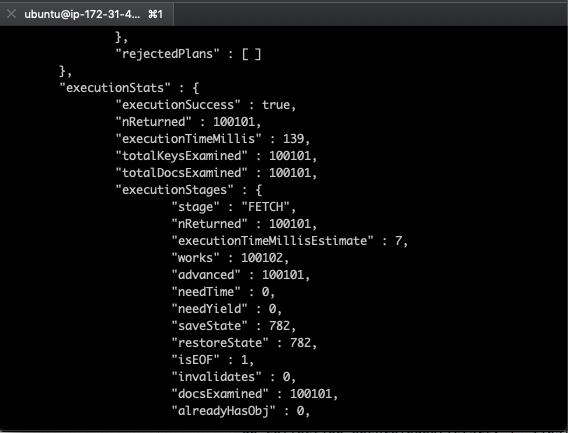 ubuntu@ip-172-31-4... ⌘1
},
"rejectedPlans" : [ ]
},
"executionStats" : {
"executionSuccess" : true,
"nReturned" : 100101,
"executionTimeMillis" : 139,
"totalKeysExamined" : 100101,
"totalDocsExamined" : 100101,
"executionStages" : {
"stage" : "FETCH",
"nReturned" : 100101,
"executionTimeMillisEstimate" : 7,
"works" : 100102,
"advanced" : 100101,
"needTime" : 0,
"needYield" : 0,
"saveState" : 782,
"restoreState" : 782,
"isEOF" : 1,
"invalidates" : 0,
"docsExamined" : 100101,
"alreadyHasObj" : 0,